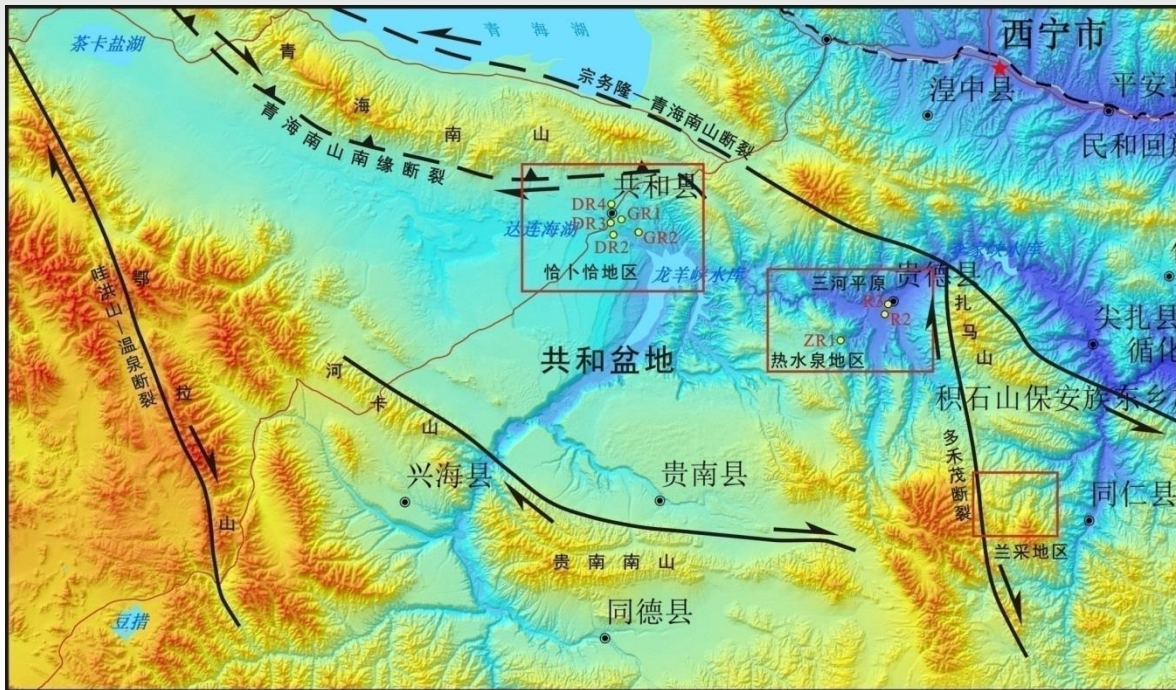 青海湖
西宁市
茶卡盐湖
青海南山
宗务隆—青海南山断裂
湟中县
平安县
民和回
青海南山南缘断裂
共和县
DR4
GR1
DR3
GR2
DR2
达连海湖
恰卜恰地区
龙羊峡水库
三河平原
贵德县
R3
R2
ZR1
热水泉地区
扎马山
尖扎县
循化
鄂拉山
哇洪山—温泉断裂
共和盆地
河卡山
积石山保安族东乡
多禾茂断裂
兴海县
贵南县
同仁县
兰采地区
贵南南山
豆措
同德县